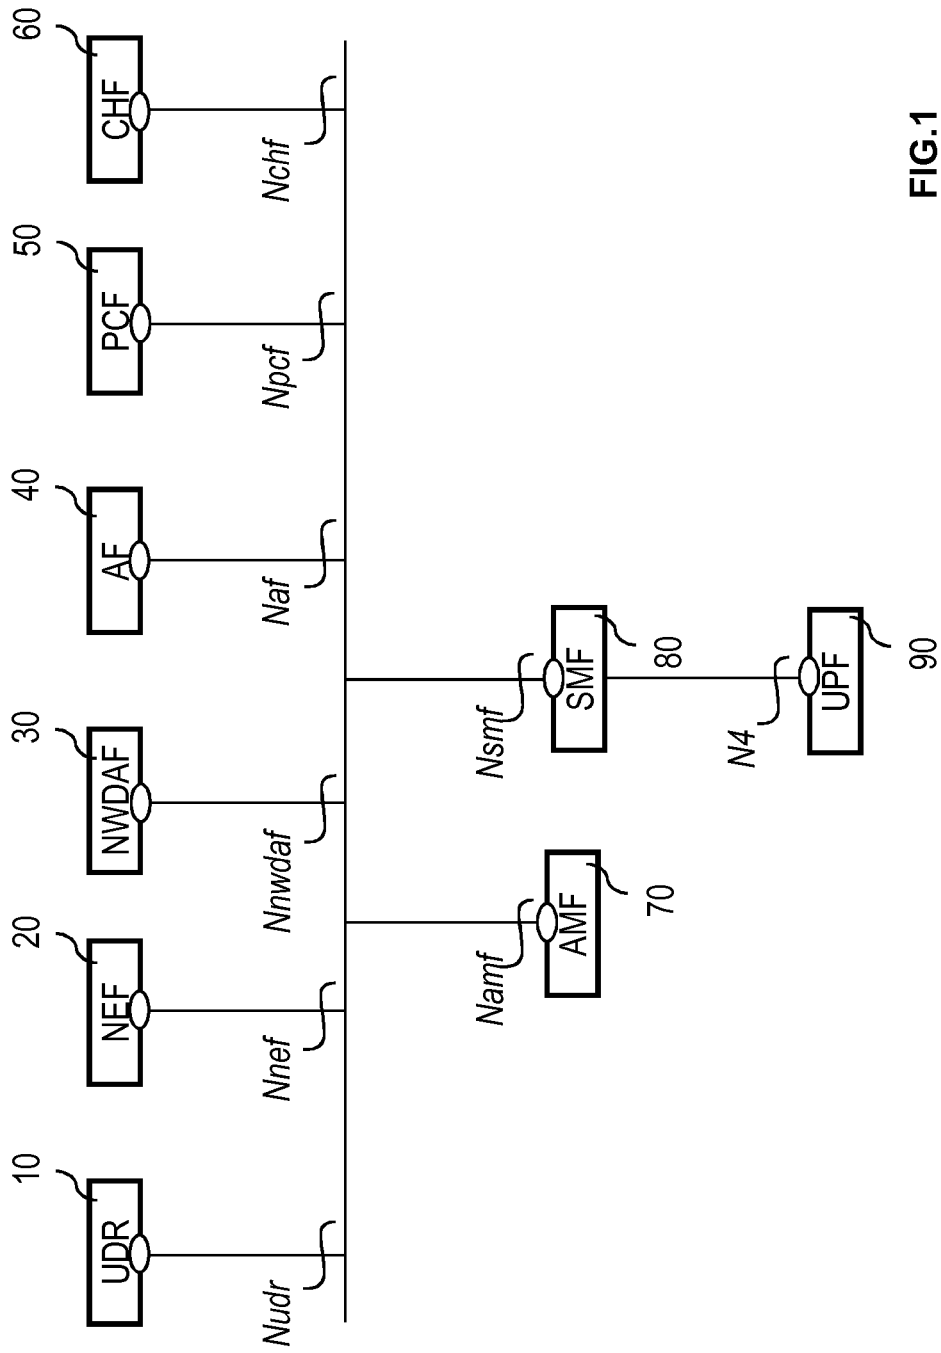 10 20 30 40 50 60
UDR NEF NWDAF AF PCF CHF
Nudr Nnef Nnwdaf Naf Npcf Nchf
Namf Nsmf
AMF SMF
70 80
N4
UPF
90
FIG.1